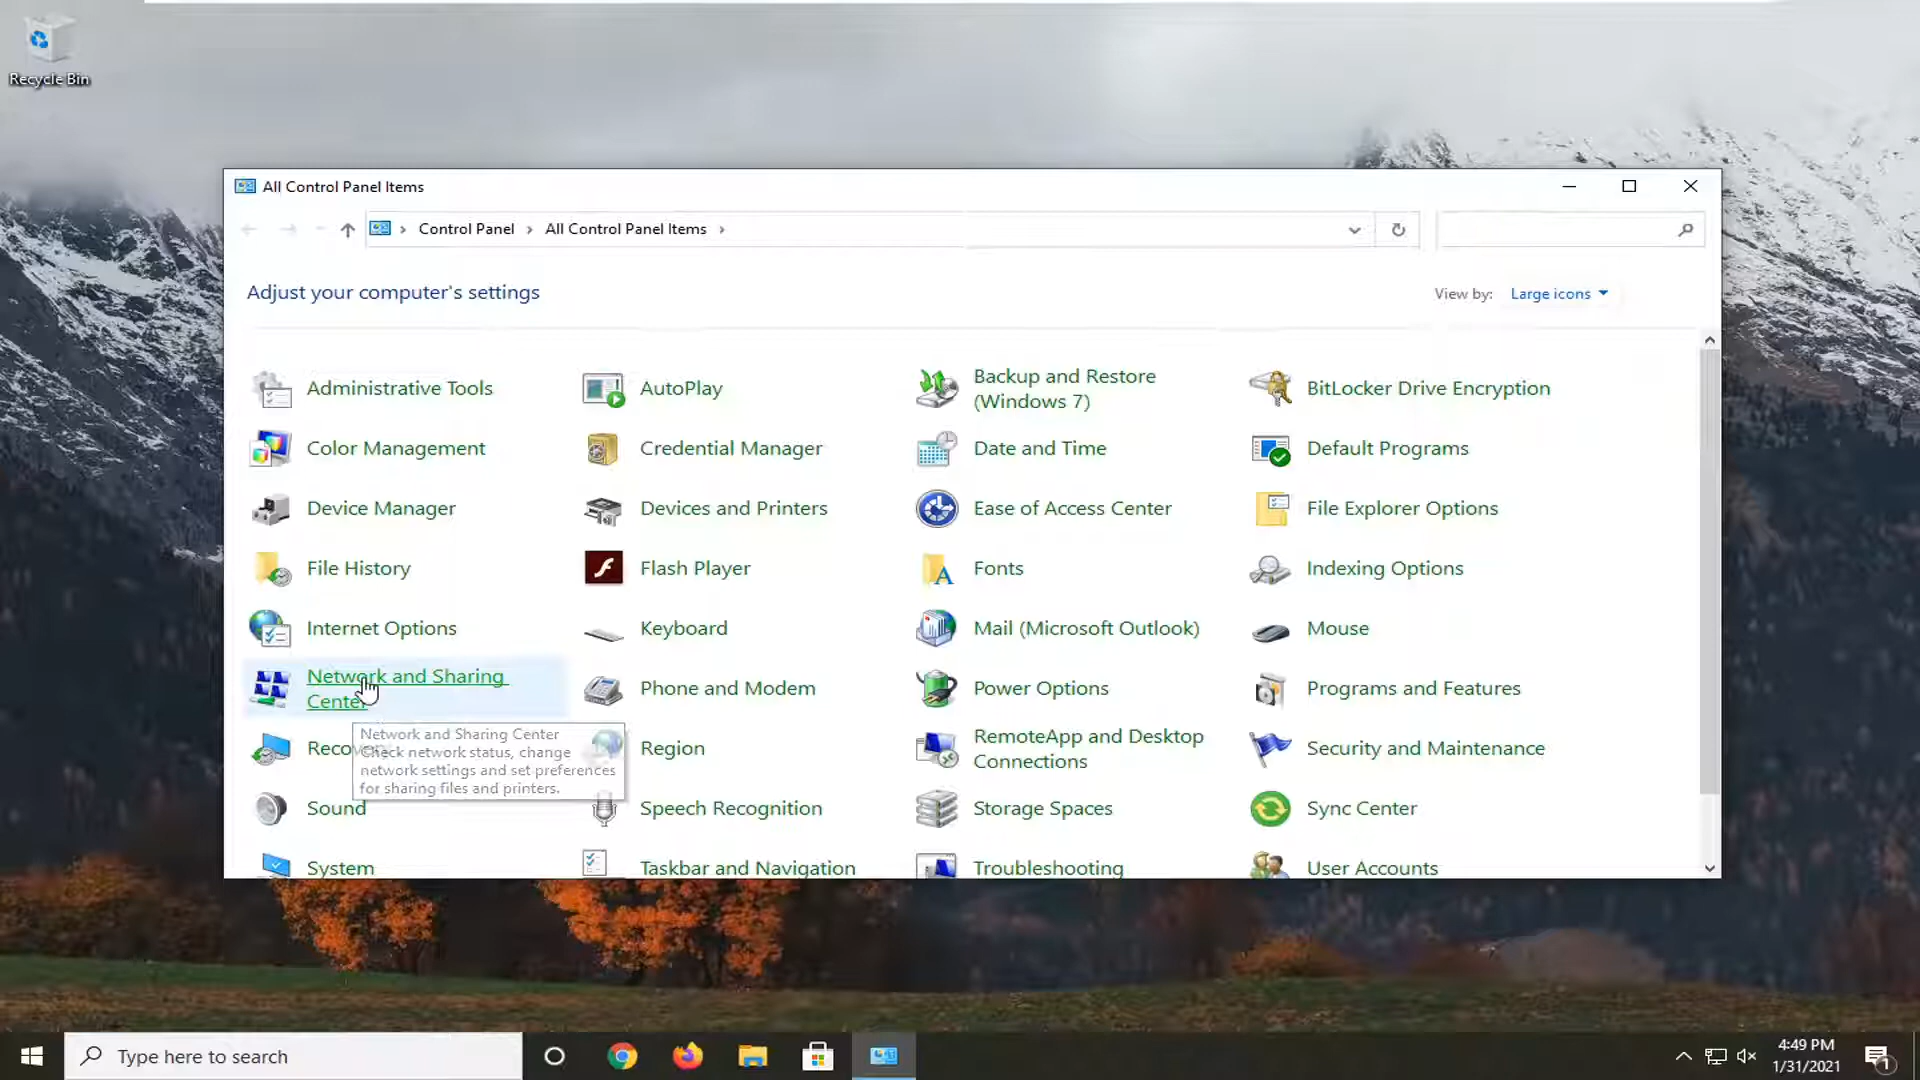 Recycle Bin
All Control Panel Items
Control Panel
All Control Panel Items
Adjust your computer's settings
View by:
Large icons
Administrative Tools
AutoPlay
Backup and Restore
(Windows 7)
BitLocker Drive Encryption
Color Management
Credential Manager
Date and Time
Default Programs
Device Manager
Devices and Printers
Ease of Access Center
File Explorer Options
File History
Flash Player
Fonts
Indexing Options
Internet Options
Keyboard
Mail (Microsoft Outlook)
Mouse
Network and Sharing
Center
Phone and Modem
Power Options
Programs and Features
Network and Sharing Center
Check network status, change
network settings and set preferences
for sharing files and printers.
Recovery
Region
RemoteApp and Desktop
Connections
Security and Maintenance
Sound
Speech Recognition
Storage Spaces
Sync Center
System
Taskbar and Navigation
Troubleshooting
User Accounts
Type here to search
4:49 PM
1/31/2021
1